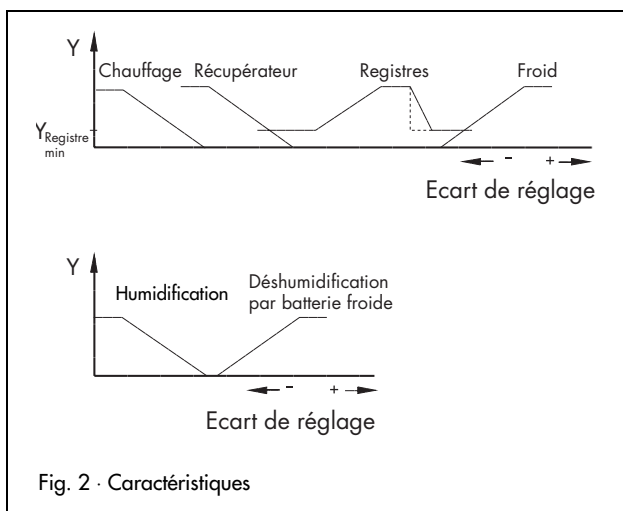 Y
Chauffage Récupérateur Registres Froid
YRegistre
min
- +
Ecart de réglage
Y
Humidification
Déshumidification
par batterie froide
- +
Ecart de réglage
Fig. 2 · Caractéristiques